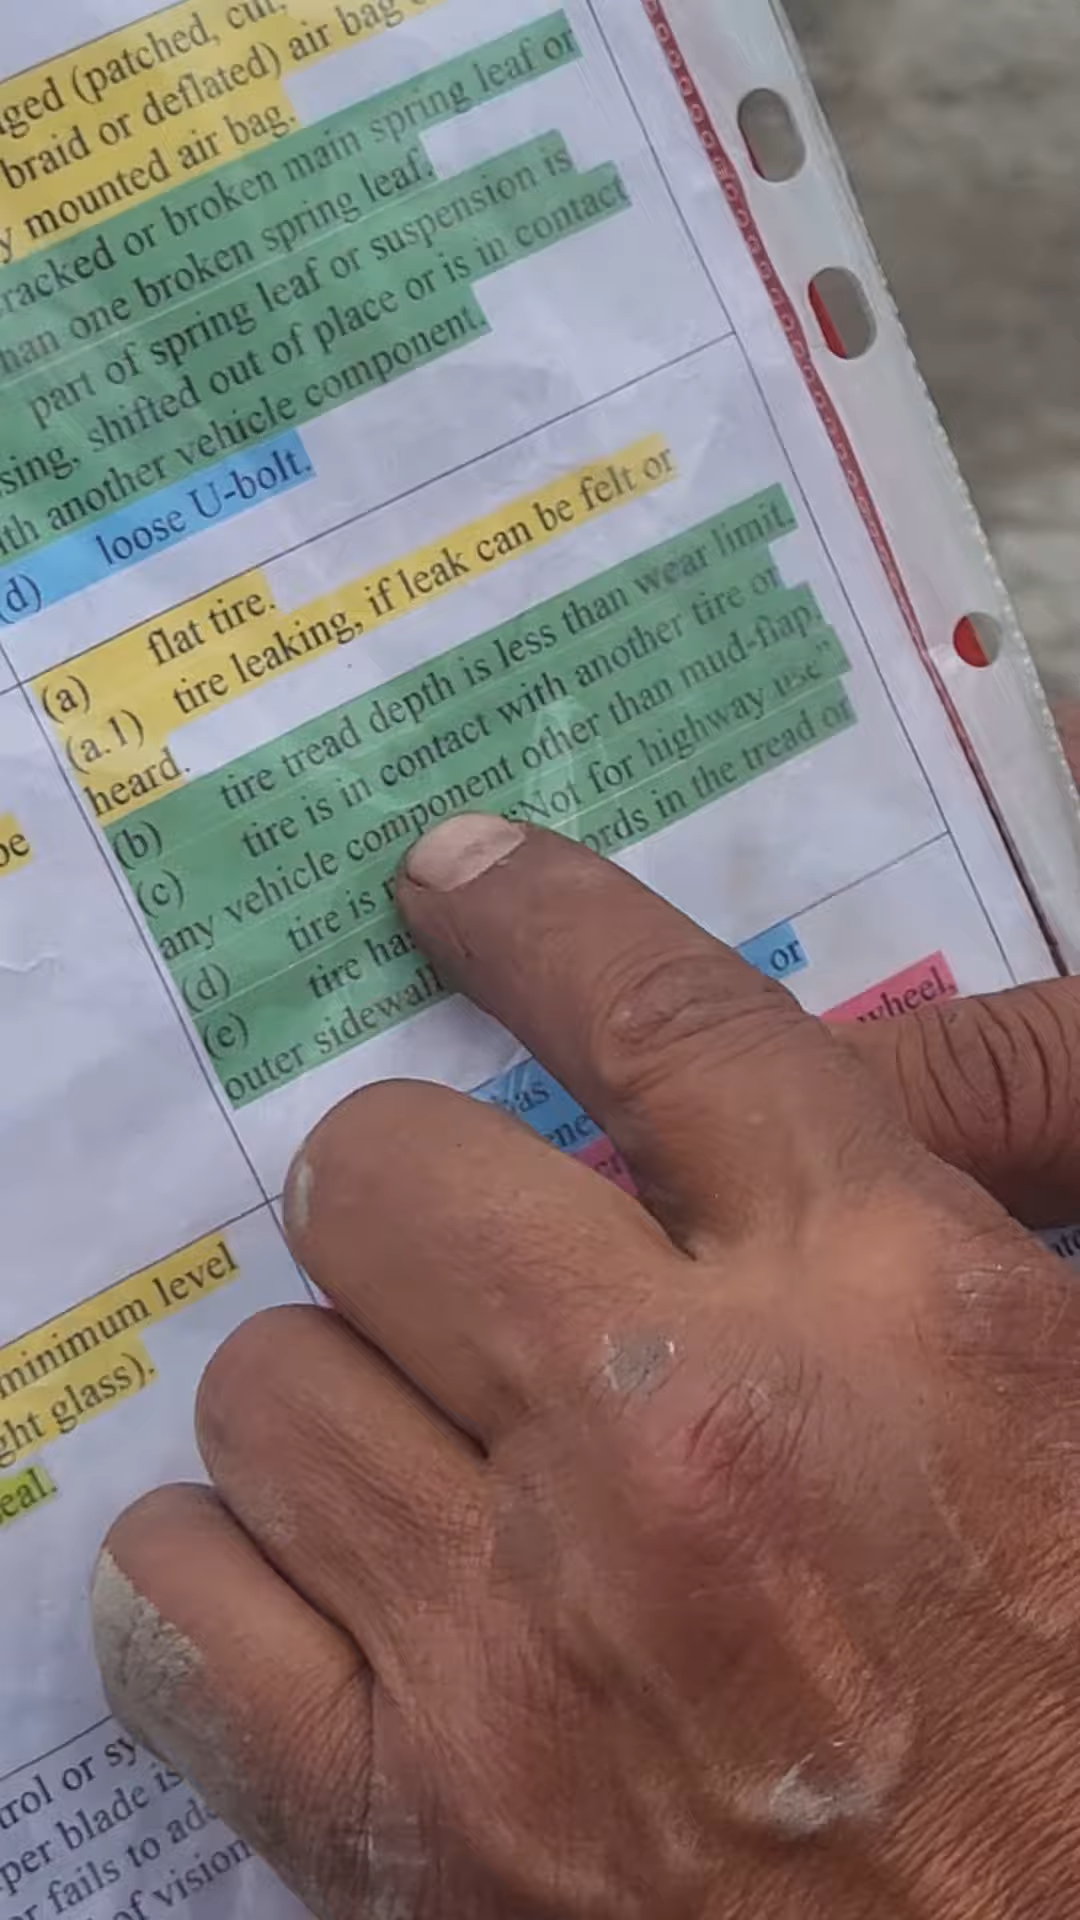 ged (patched, cut,
braid or deflated) air bag
y mounted air bag.
racked or broken main spring leaf or
han one broken spring leaf.
part of spring leaf or suspension is
sing, shifted out of place or is in contact
ith another vehicle component.
(d) loose U-bolt.
(a) flat tire.
(a.1) tire leaking, if leak can be felt or
heard.
(b) tire tread depth is less than wear limit.
(c) tire is in contact with another tire or
any vehicle component other than mud-flap.
(d) tire is "Not for highway use"
(e) tire ha ords in the tread or
outer sidewall
be
or
wheel.
as
minimum level
ght glass).
eal.
trol or sy
per blade is
r fails to ad
of vision